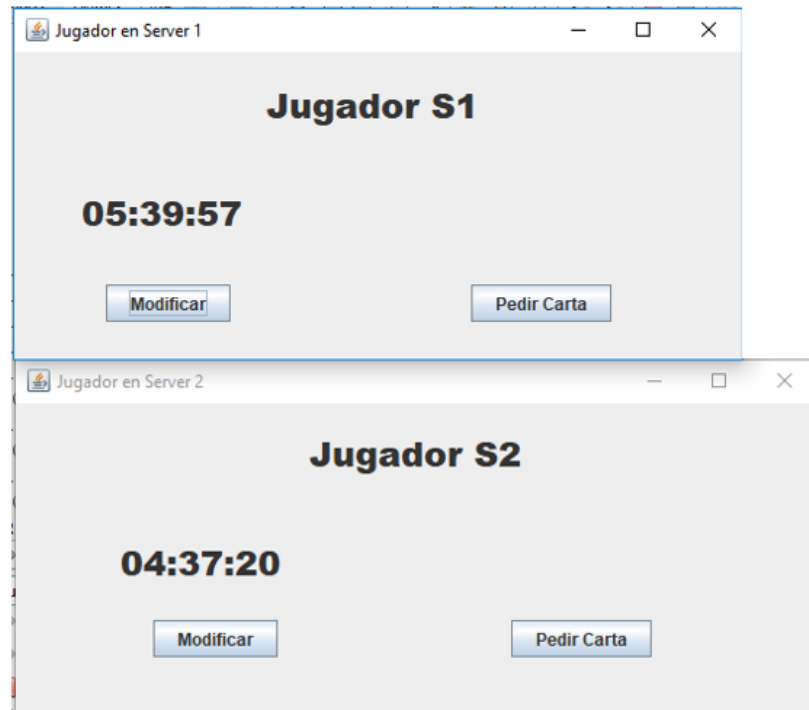 Jugador en Server 1
Jugador S1
05:39:57
Modificar Pedir Carta
Jugador en Server 2
Jugador S2
04:37:20
Modificar Pedir Carta